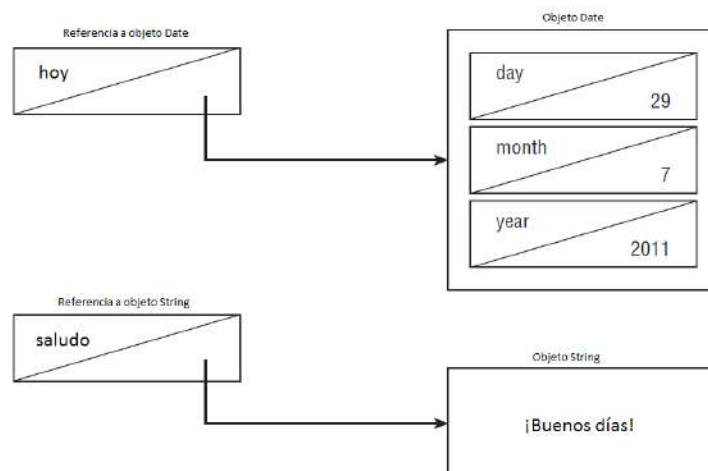 Referencia a objeto Date
hoy
Objeto Date
day
29
month
7
year
2011
Referencia a objeto String
saludo
Objeto String
¡Buenos días!